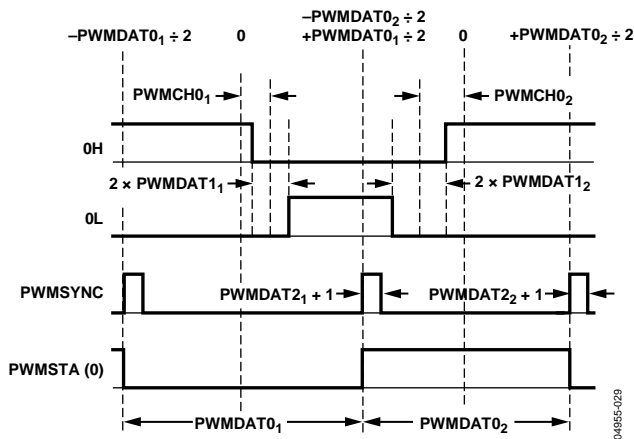 –PWMDAT0₂ ÷ 2
–PWMDAT0₁ ÷ 2 0 +PWMDAT0₁ ÷ 2 0 +PWMDAT0₂ ÷ 2
PWMCH0₁ PWMCH0₂
0H
2 × PWMDAT1₁ 2 × PWMDAT1₂
0L
PWMSYNC PWMDAT2₁ + 1 PWMDAT2₂ + 1
PWMSTA (0)
PWMDAT0₁ PWMDAT0₂
04955-029